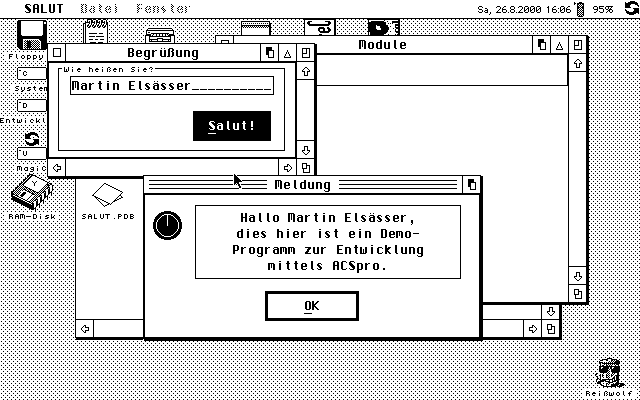 SALUT Datei Fenster Sa, 26.8.2000 16:06 95%
Module
Begrüßung
Floppy
Wie heißen Sie?
Martin Elsässer__________
C
System
D
Salut!
U
Magic
RAM-Disk
SALUT.PDB
Meldung
Hallo Martin Elsässer,
dies hier ist ein Demo-
Programm zur Entwicklung
mittels ACSpro.
OK
Reißwolf